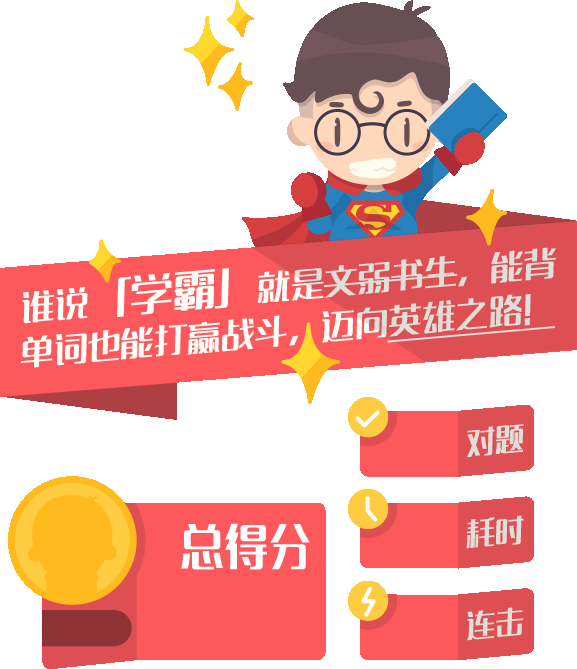 谁说「学霸」就是文弱书生，能背
单词也能打赢战斗，迈向英雄之路！
对题
总得分
耗时
连击